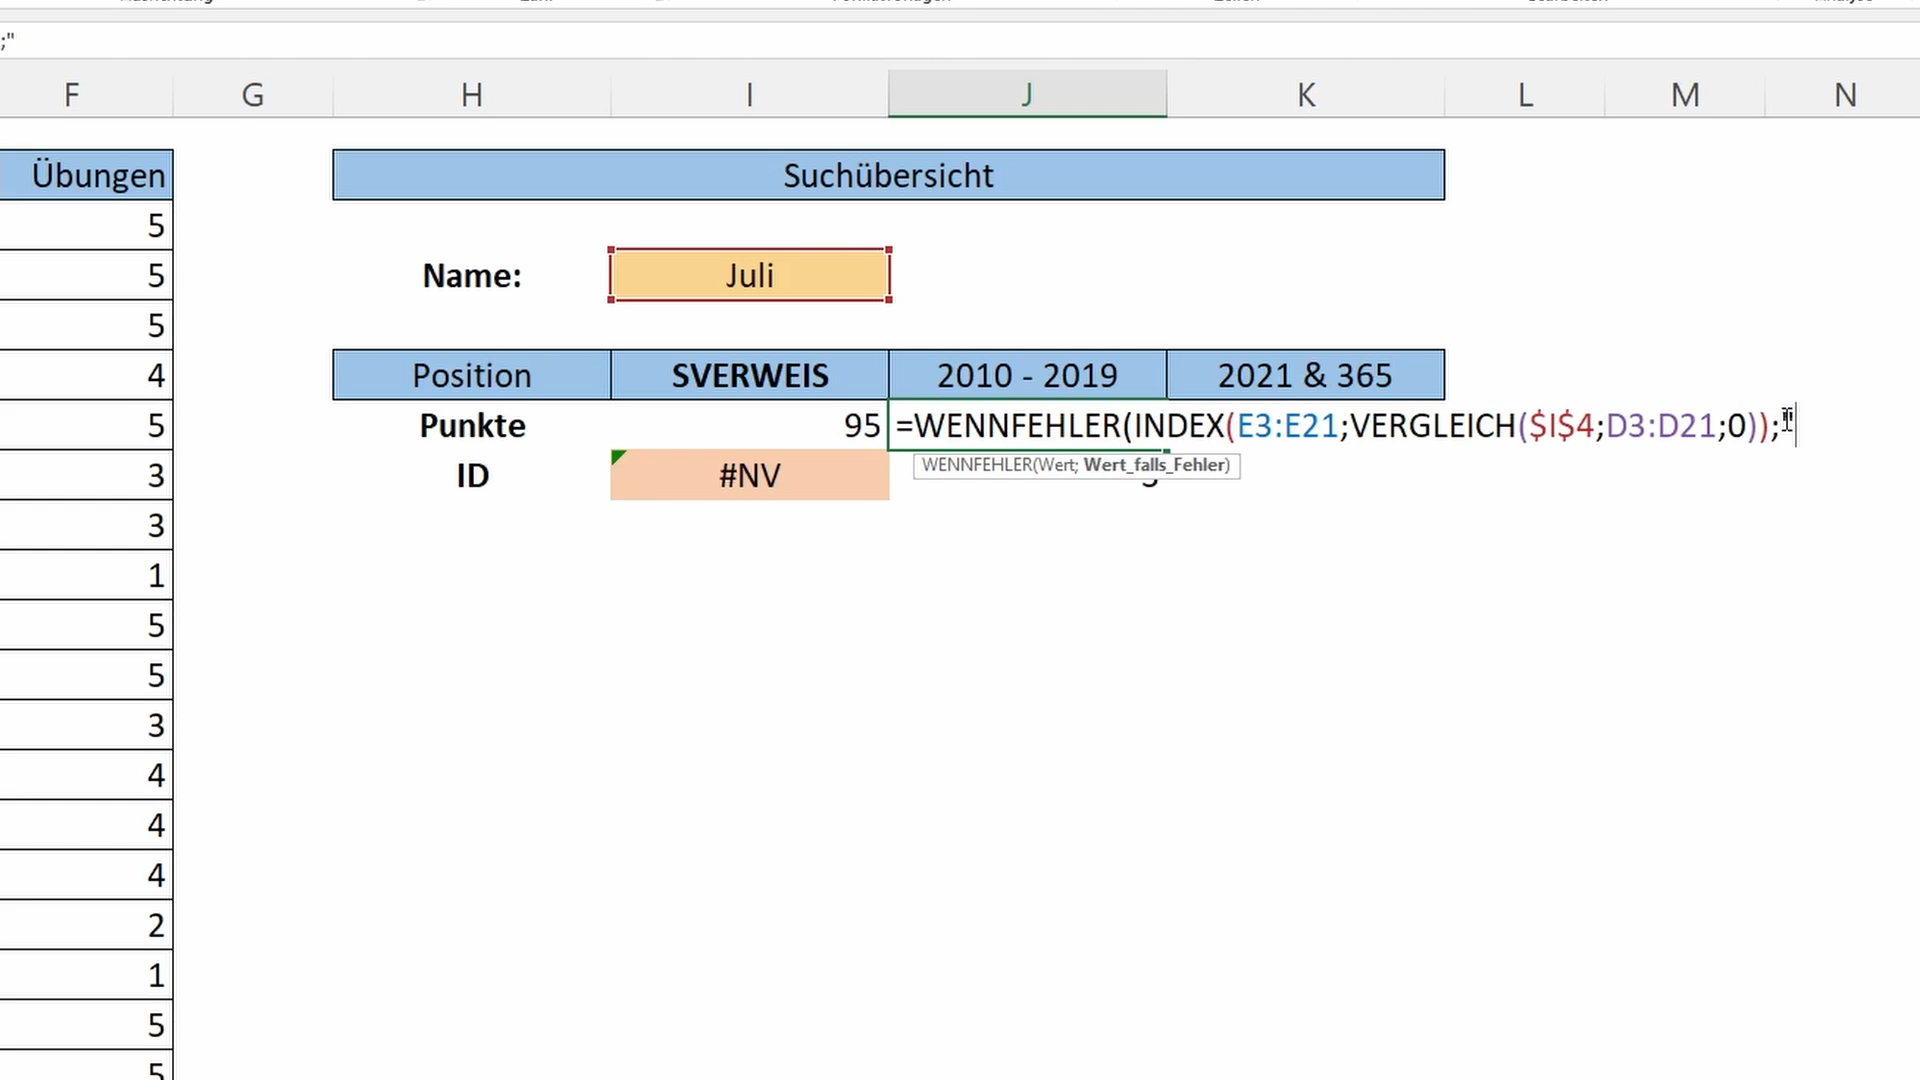 ;"
F G H I J K L M N
Übungen Suchübersicht
5
5 Name: Juli
5
4 Position SVERWEIS 2010 - 2019 2021 & 365
5 Punkte 95 =WENNFEHLER(INDEX(E3:E21;VERGLEICH($I$4;D3:D21;0));"
WENNFEHLER(Wert; Wert_falls_Fehler)
3 ID #NV
3
1
5
5
3
4
4
4
2
1
5
5